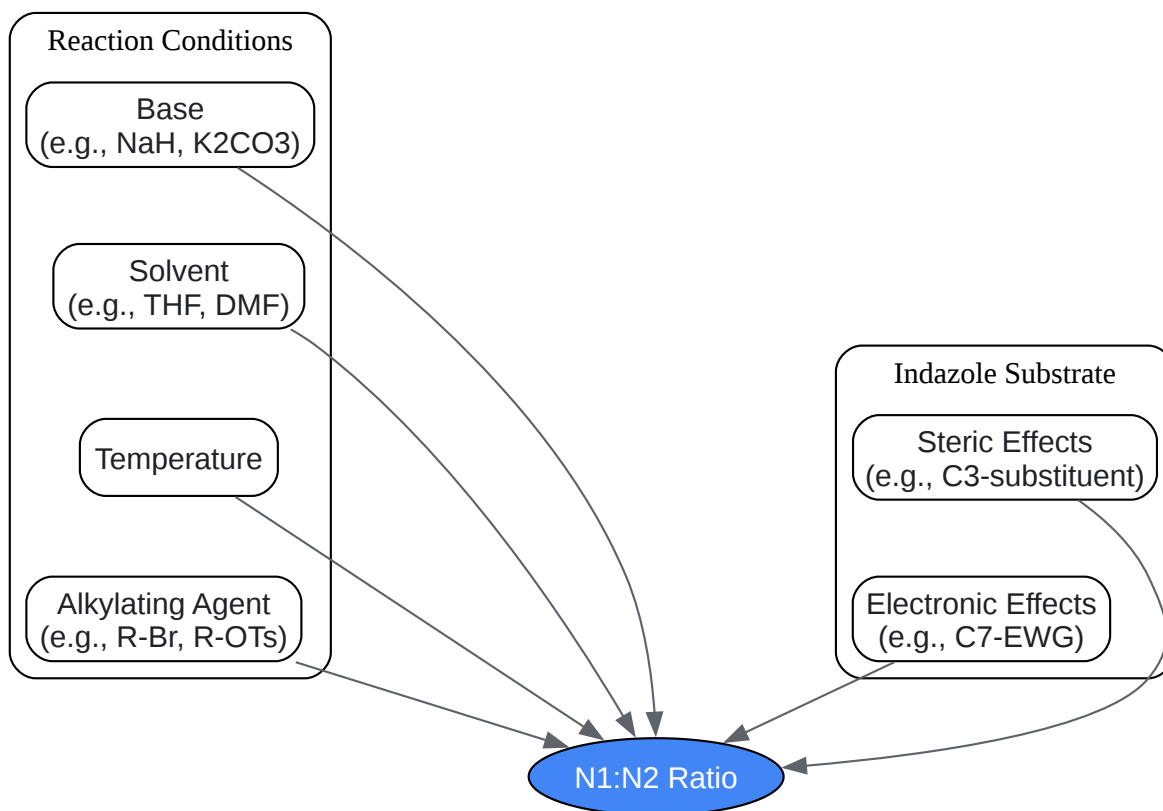 Reaction Conditions
Base
(e.g., NaH, K2CO3)
Solvent
(e.g., THF, DMF)
Temperature
Alkylating Agent
(e.g., R-Br, R-OTs)
Indazole Substrate
Steric Effects
(e.g., C3-substituent)
Electronic Effects
(e.g., C7-EWG)
N1:N2 Ratio